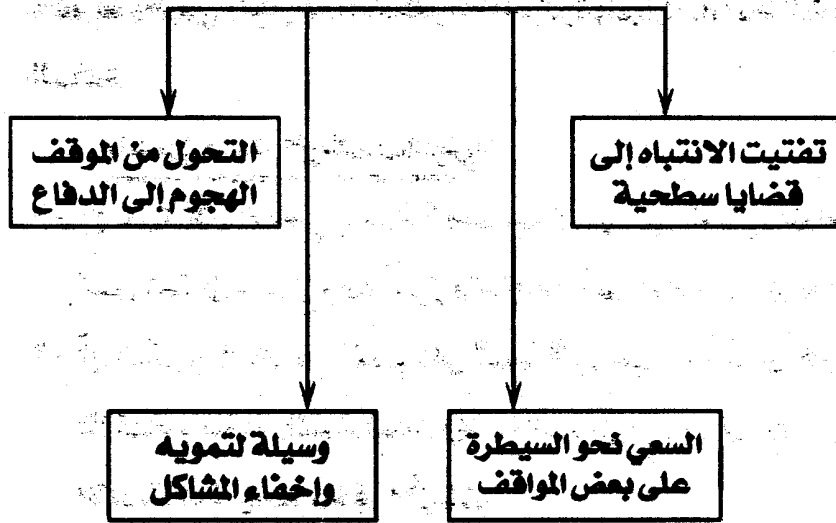 تفتيت الانتباه إلى
قضايا سطحية
التحول من الموقف
الهجوم إلى الدفاع
السعي نحو السيطرة
على بعض المواقف
وسيلة لتمويه
وإخفاء المشاكل